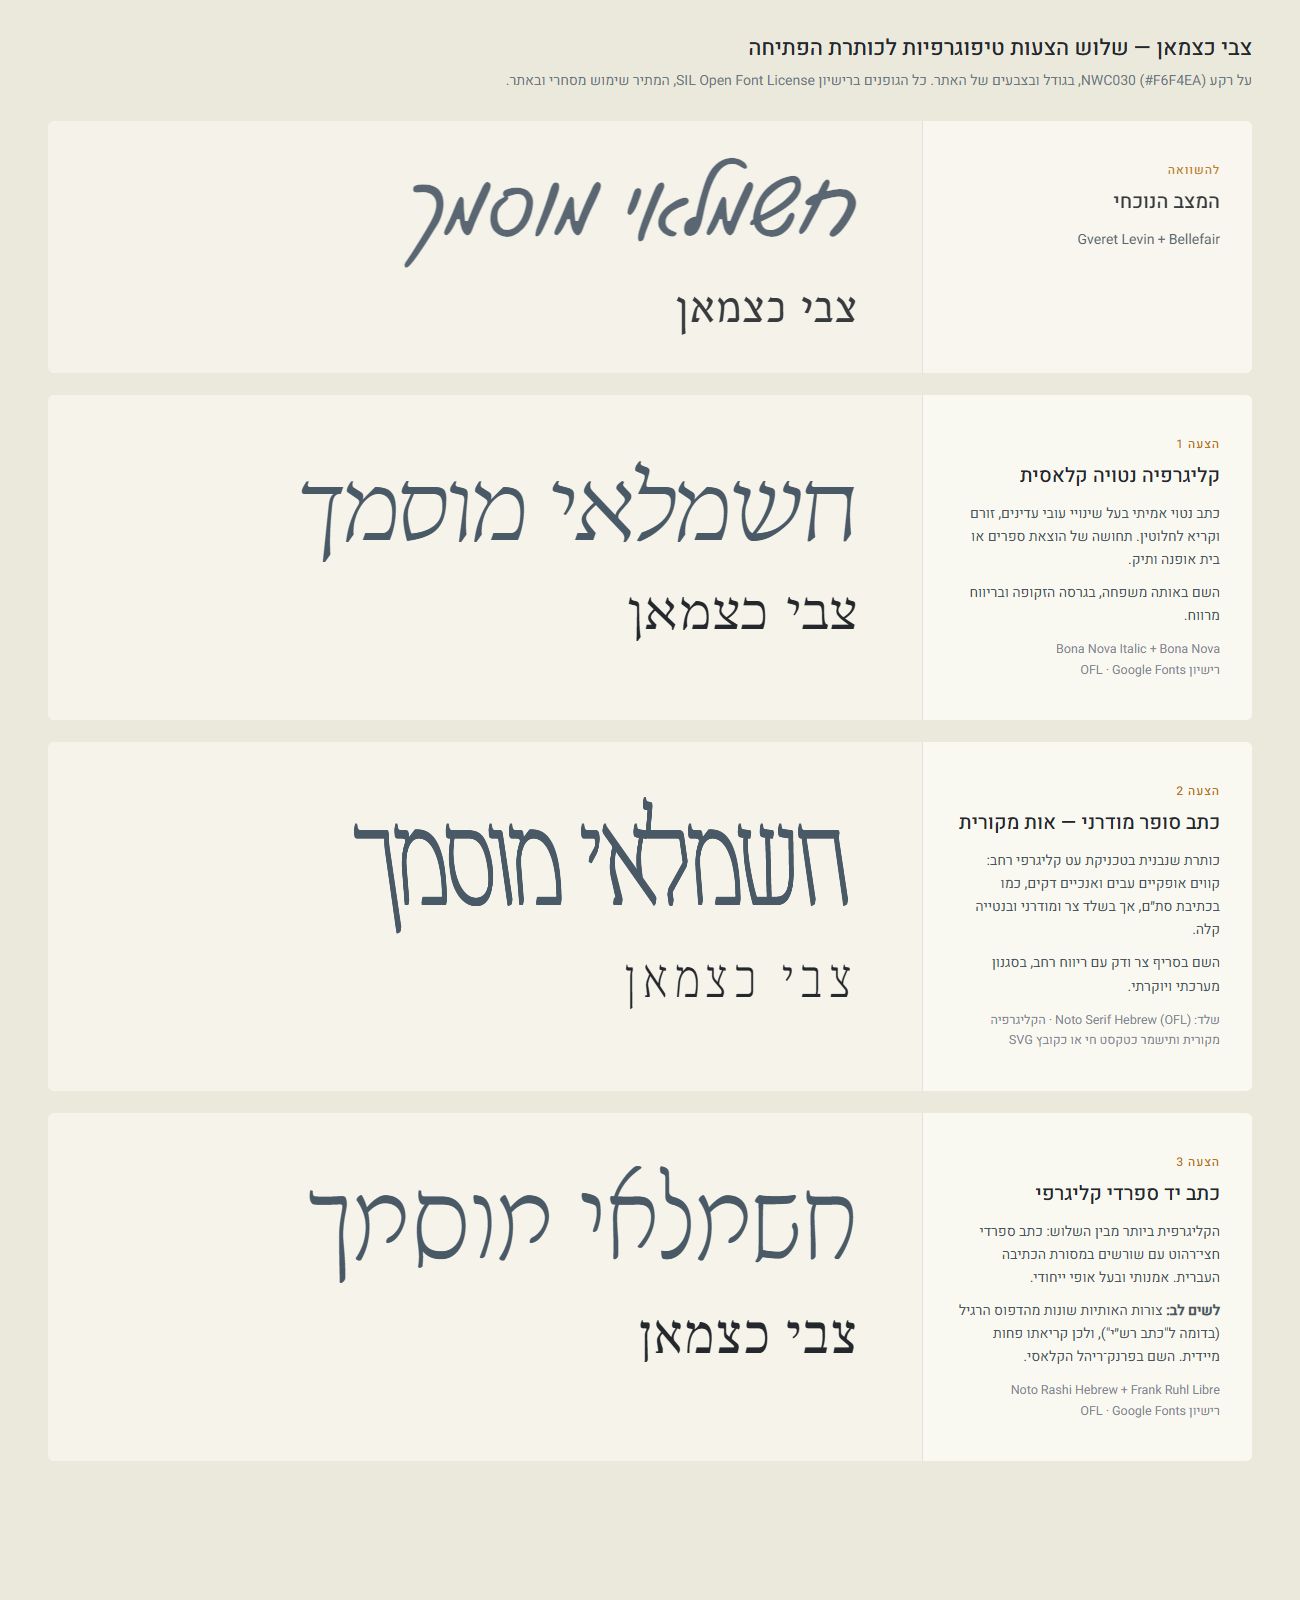 צבי כצמאן — שלוש הצעות טיפוגרפיות לכותרת הפתיחה
על רקע NWC030 (#F6F4EA), בגודל ובצבעים של האתר. כל הגופנים ברישיון SIL Open Font License, המתיר שימוש מסחרי ובאתר.
להשוואה
המצב הנוכחי
Gveret Levin + Bellefair
חשמלאי מוסמך
צבי כצמאן
הצעה 1
קליגרפיה נטויה קלאסית
כתב נטוי אמיתי בעל שינויי עובי עדינים, זורם
וקריא לחלוטין. תחושה של הוצאת ספרים או
בית אופנה ותיק.
השם באותה משפחה, בגרסה הזקופה ובריווח
מרווח.
Bona Nova Italic + Bona Nova
רישיון OFL · Google Fonts
חשמלאי מוסמך
צבי כצמאן
הצעה 2
כתב סופר מודרני — אות מקורית
כותרת שנבנית בטכניקת עט קליגרפי רחב:
קווים אופקיים עבים ואנכיים דקים, כמו
בכתיבת סת״ם, אך בשלד צר ומודרני ובנטייה
קלה.
השם בסריף צר ודק עם ריווח רחב, בסגנון
מערכתי ויוקרתי.
שלד: Noto Serif Hebrew (OFL) · הקליגרפיה
מקורית ותישמר כטקסט חי או כקובץ SVG
חשמלאי מוסמך
צבי כצמאן
הצעה 3
כתב יד ספרדי קליגרפי
הקליגרפית ביותר מבין השלוש: כתב ספרדי
חצי־רהוט עם שורשים במסורת הכתיבה
העברית. אמנותי ובעל אופי ייחודי.
לשים לב: צורות האותיות שונות מהדפוס הרגיל
(בדומה ל"כתב רש״י"), ולכן קריאתו פחות
מיידית. השם בפרנק־ריהל הקלאסי.
Noto Rashi Hebrew + Frank Ruhl Libre
רישיון OFL · Google Fonts
חשמלאי מוסמך
צבי כצמאן